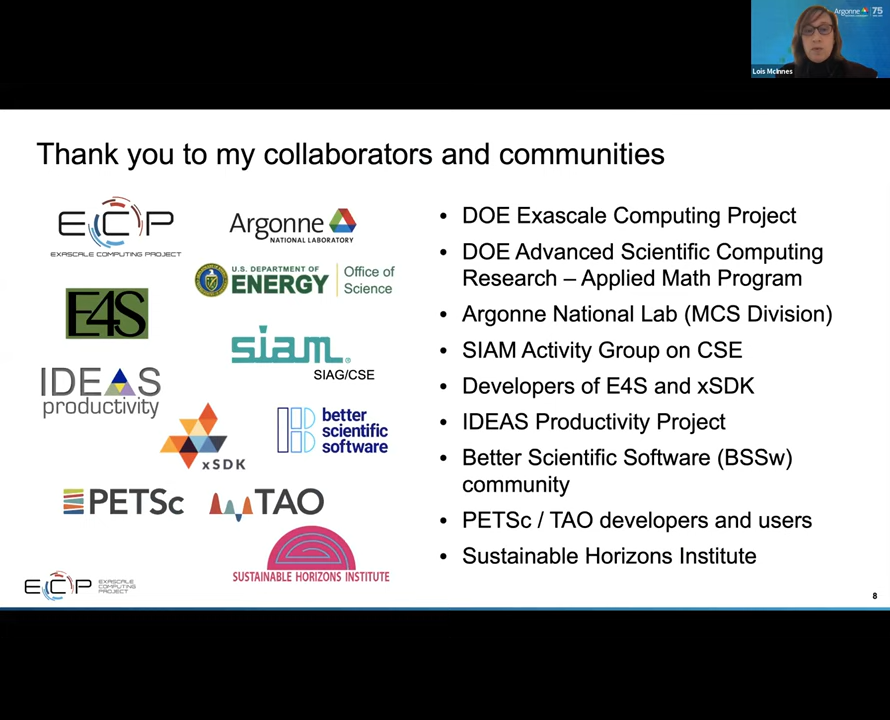 Argonne
75
Lois McInnes
Thank you to my collaborators and communities
ECP
EXASCALE COMPUTING PROJECT
Argonne
NATIONAL LABORATORY
U.S. DEPARTMENT OF
ENERGY
Office of
Science
E4S
siam
SIAG/CSE
IDEAS
productivity
xSDK
better
scientific
software
PETSc
TAO
SUSTAINABLE HORIZONS INSTITUTE
• DOE Exascale Computing Project
• DOE Advanced Scientific Computing
Research – Applied Math Program
• Argonne National Lab (MCS Division)
• SIAM Activity Group on CSE
• Developers of E4S and xSDK
• IDEAS Productivity Project
• Better Scientific Software (BSSw)
community
• PETSc / TAO developers and users
• Sustainable Horizons Institute
ECP
EXASCALE
COMPUTING
PROJECT
8